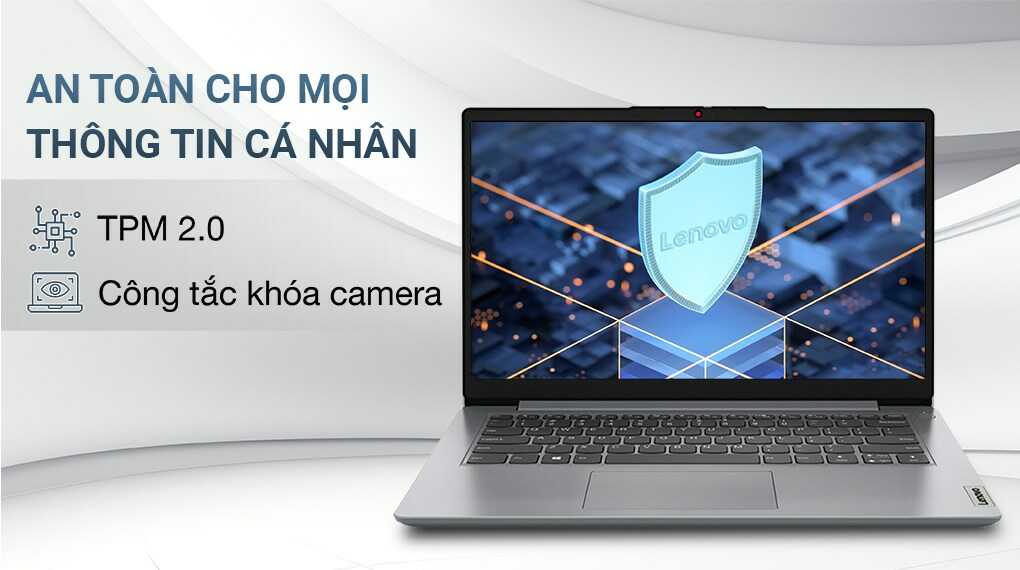 AN TOÀN CHO MỌI
THÔNG TIN CÁ NHÂN
TPM 2.0
Công tắc khóa camera
Lenovo
Lenovo